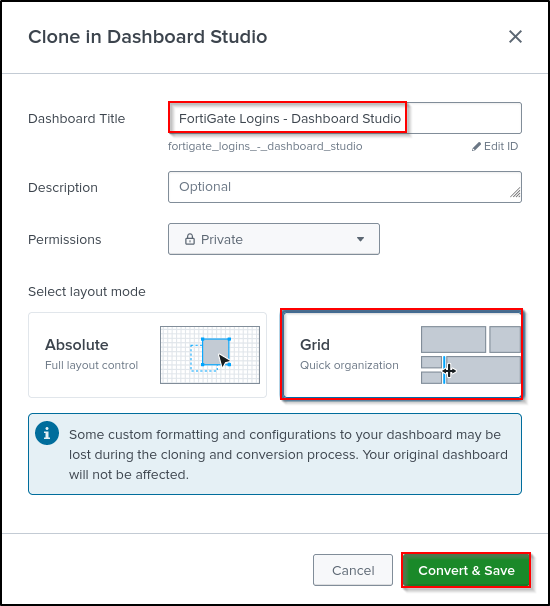 Clone in Dashboard Studio
Dashboard Title
FortiGate Logins - Dashboard Studio
fortigate_logins_-_dashboard_studio
Edit ID
Description
Optional
Permissions
Private
Select layout mode
Absolute
Full layout control
Grid
Quick organization
Some custom formatting and configurations to your dashboard may be
lost during the cloning and conversion process. Your original dashboard
will not be affected.
Cancel
Convert & Save